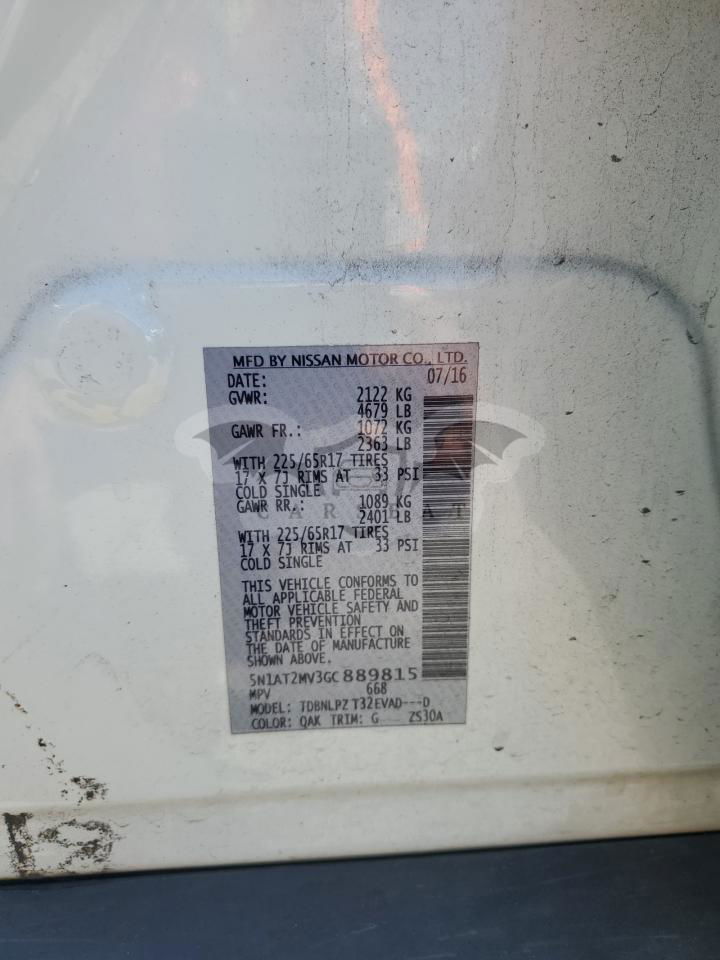 MFD BY NISSAN MOTOR CO., LTD.
DATE: 07/16
GVWR: 2122 KG
4679 LB
GAWR FR.: 1072 KG
2363 LB
WITH 225/65R17 TIRES
17 X 7J RIMS AT 33 PSI
COLD SINGLE
GAWR RR.: 1089 KG
2401 LB
CARSBAT
WITH 225/65R17 TIRES
17 X 7J RIMS AT 33 PSI
COLD SINGLE
THIS VEHICLE CONFORMS TO
ALL APPLICABLE FEDERAL
MOTOR VEHICLE SAFETY AND
THEFT PREVENTION
STANDARDS IN EFFECT ON
THE DATE OF MANUFACTURE
SHOWN ABOVE.
5N1AT2MV3GC889815
MPV 668
MODEL: TDBNLPZ T32EVAD---D
COLOR: QAK TRIM: G ZS30A